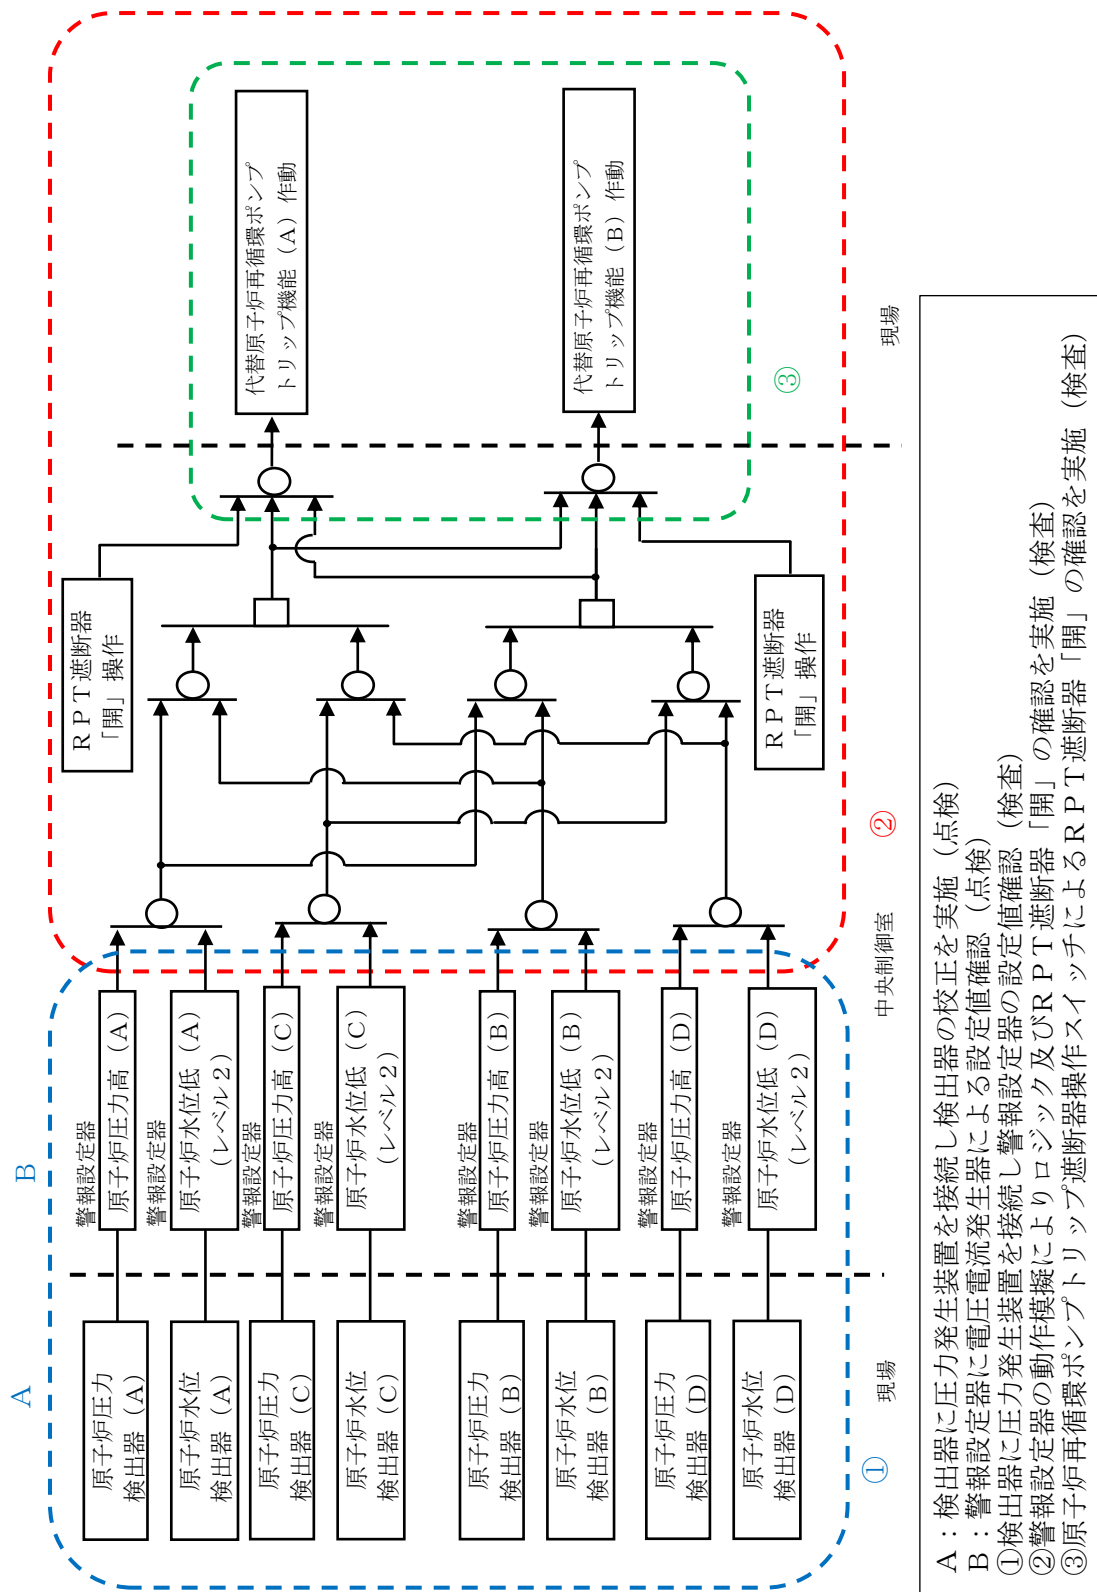 A
B
①
②
③
現場
中央制御室
現場
原子炉圧力
検出器（A）
原子炉水位
検出器（A）
原子炉圧力
検出器（C）
原子炉水位
検出器（C）
原子炉圧力
検出器（B）
原子炉水位
検出器（B）
原子炉圧力
検出器（D）
原子炉水位
検出器（D）
警報設定器
原子炉圧力高（A）
警報設定器
原子炉水位低（A）
（レベル２）
警報設定器
原子炉圧力高（C）
警報設定器
原子炉水位低（C）
（レベル２）
警報設定器
原子炉圧力高（B）
警報設定器
原子炉水位低（B）
（レベル２）
警報設定器
原子炉圧力高（D）
警報設定器
原子炉水位低（D）
（レベル２）
ＲＰＴ遮断器
「開」操作
ＲＰＴ遮断器
「開」操作
代替原子炉再循環ポンプ
トリップ機能（A）作動
代替原子炉再循環ポンプ
トリップ機能（B）作動
A：検出器に圧力発生装置を接続し検出器の校正を実施（点検）
B：警報設定器に電圧電流発生器による設定値確認（点検）
①検出器に圧力発生装置を接続し警報設定器の設定値確認（検査）
②警報設定器の動作模擬によりロジック及びＲＰＴ遮断器「開」の確認を実施（検査）
③原子炉再循環ポンプトリップ遮断器操作スイッチによるＲＰＴ遮断器「開」の確認を実施（検査）